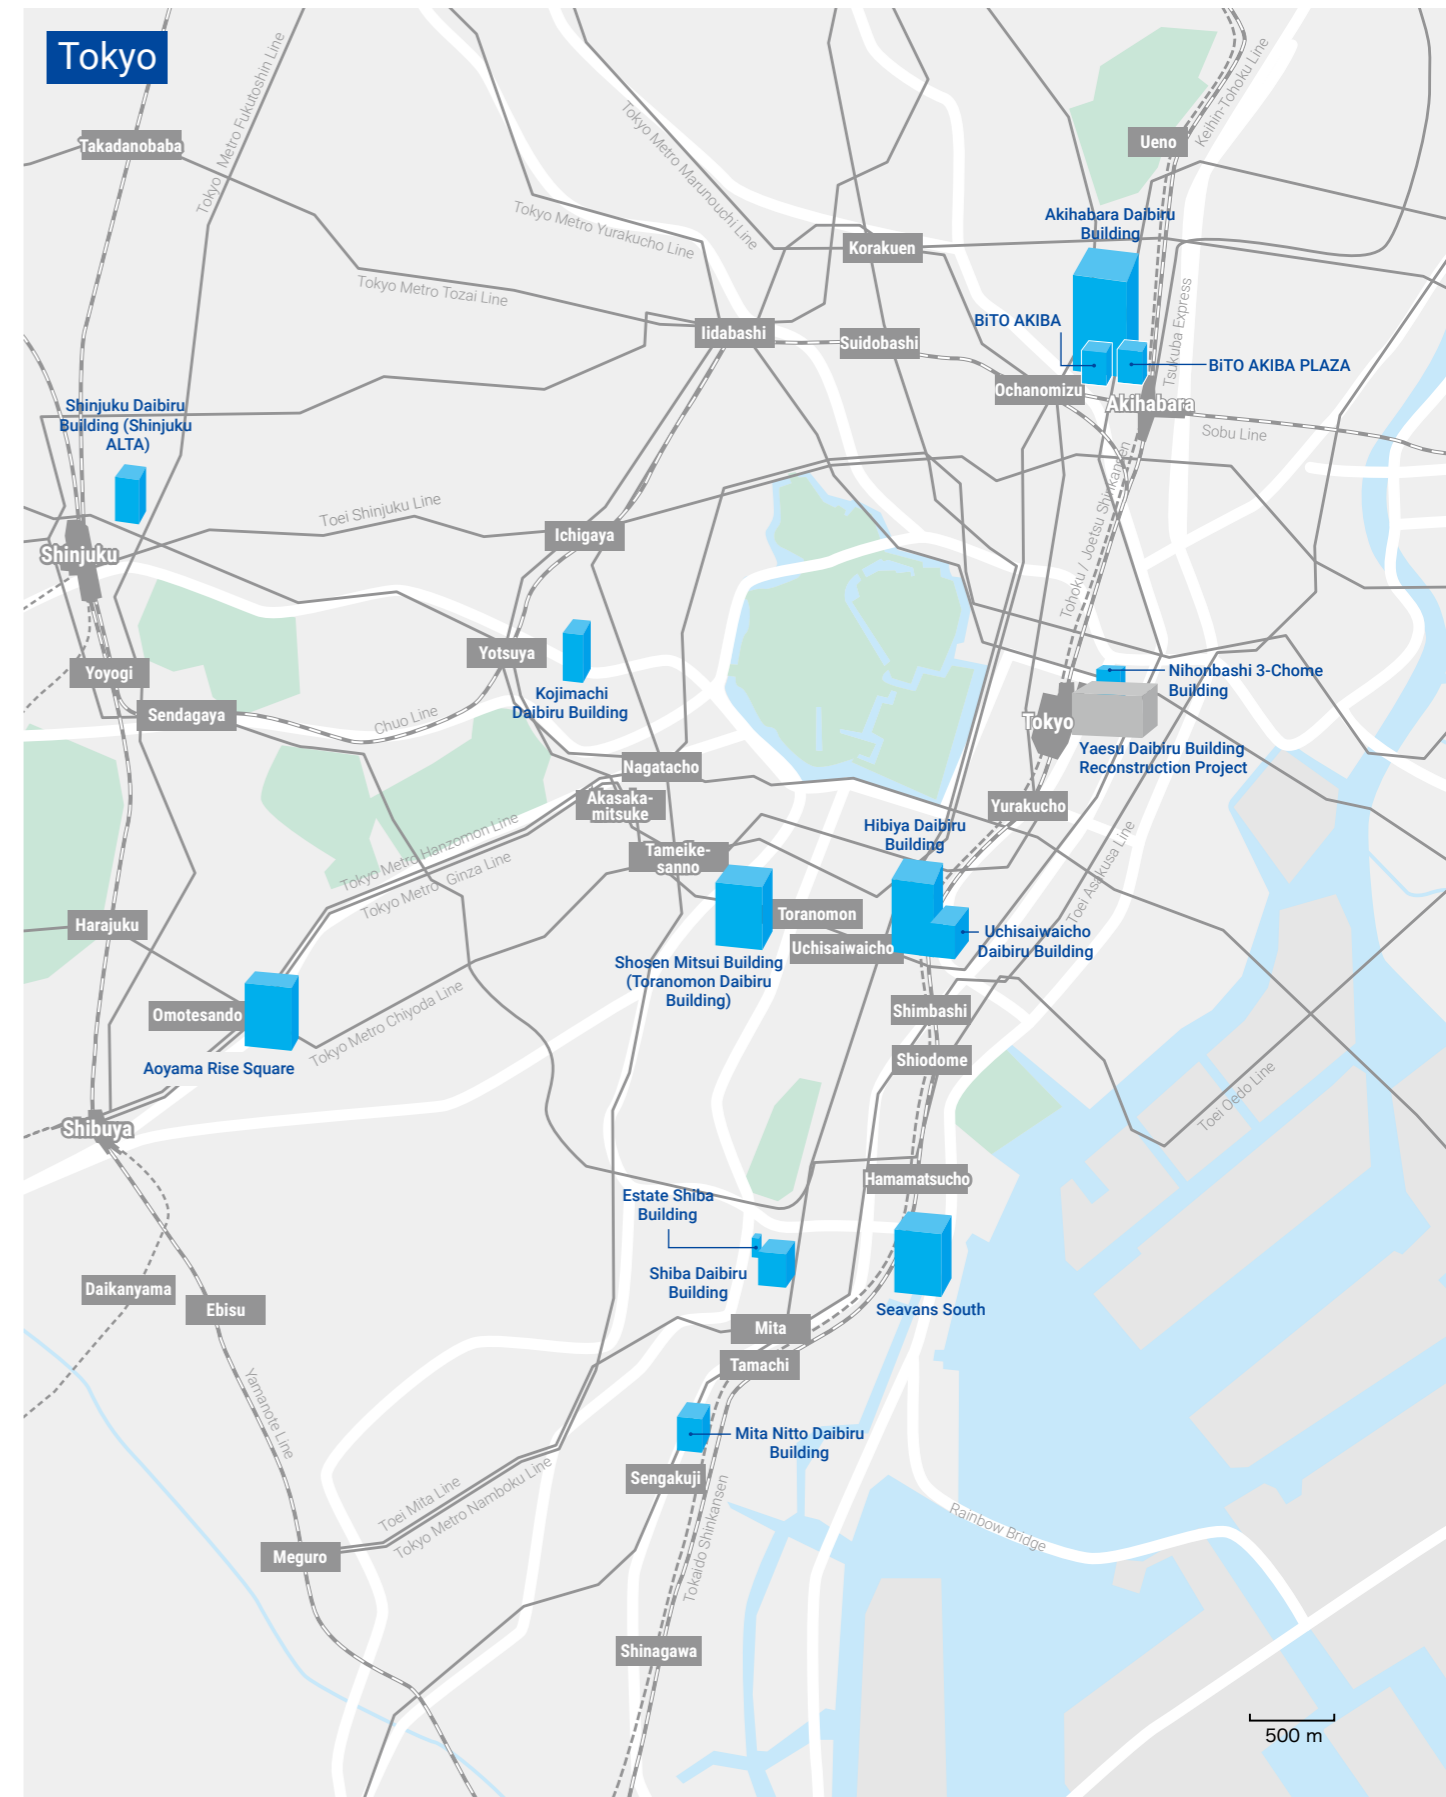 Tokyo
Tokyo Metro Fukutoshin Line
Keihin-Tohoku Line
Takadanobaba
Tokyo Metro Marunouchi Line
Ueno
Tokyo Metro Yurakucho Line
Akihabara Daibiru
Building
Korakuen
Tokyo Metro Tozai Line
Tsukuba Express
BiTO AKIBA
Iidabashi
Suidobashi
BiTO AKIBA PLAZA
Ochanomizu
Akihabara
Shinjuku Daibiru
Building (Shinjuku
ALTA)
Sobu Line
Toei Shinjuku Line
Tohoku / Joetsu Shinkansen
Ichigaya
Shinjuku
Yotsuya
Yoyogi
Kojimachi
Daibiru Building
Nihonbashi 3-Chome
Building
Sendagaya
Chuo Line
Tokyo
Yaesu Daibiru Building
Reconstruction Project
Nagatacho
Akasaka-
mitsuke
Yurakucho
Hibiya Daibiru
Building
Tokyo Metro Hanzomon Line
Tokyo Metro Ginza Line
Tameike-
sanno
Toei Asakusa Line
Harajuku
Toranomon
Uchisaiwaicho
Uchisaiwaicho
Daibiru Building
Shosen Mitsui Building
(Toranomon Daibiru
Building)
Omotesando
Tokyo Metro Chiyoda Line
Shimbashi
Aoyama Rise Square
Shiodome
Toei Oedo Line
Shibuya
Hamamatsucho
Estate Shiba
Building
Shiba Daibiru
Building
Daikanyama
Ebisu
Seavans South
Mita
Tamachi
Yamanote Line
Mita Nitto Daibiru
Building
Sengakuji
Toei Mita Line
Tokyo Metro Namboku Line
Tokaido Shinkansen
Rainbow Bridge
Meguro
Shinagawa
500 m